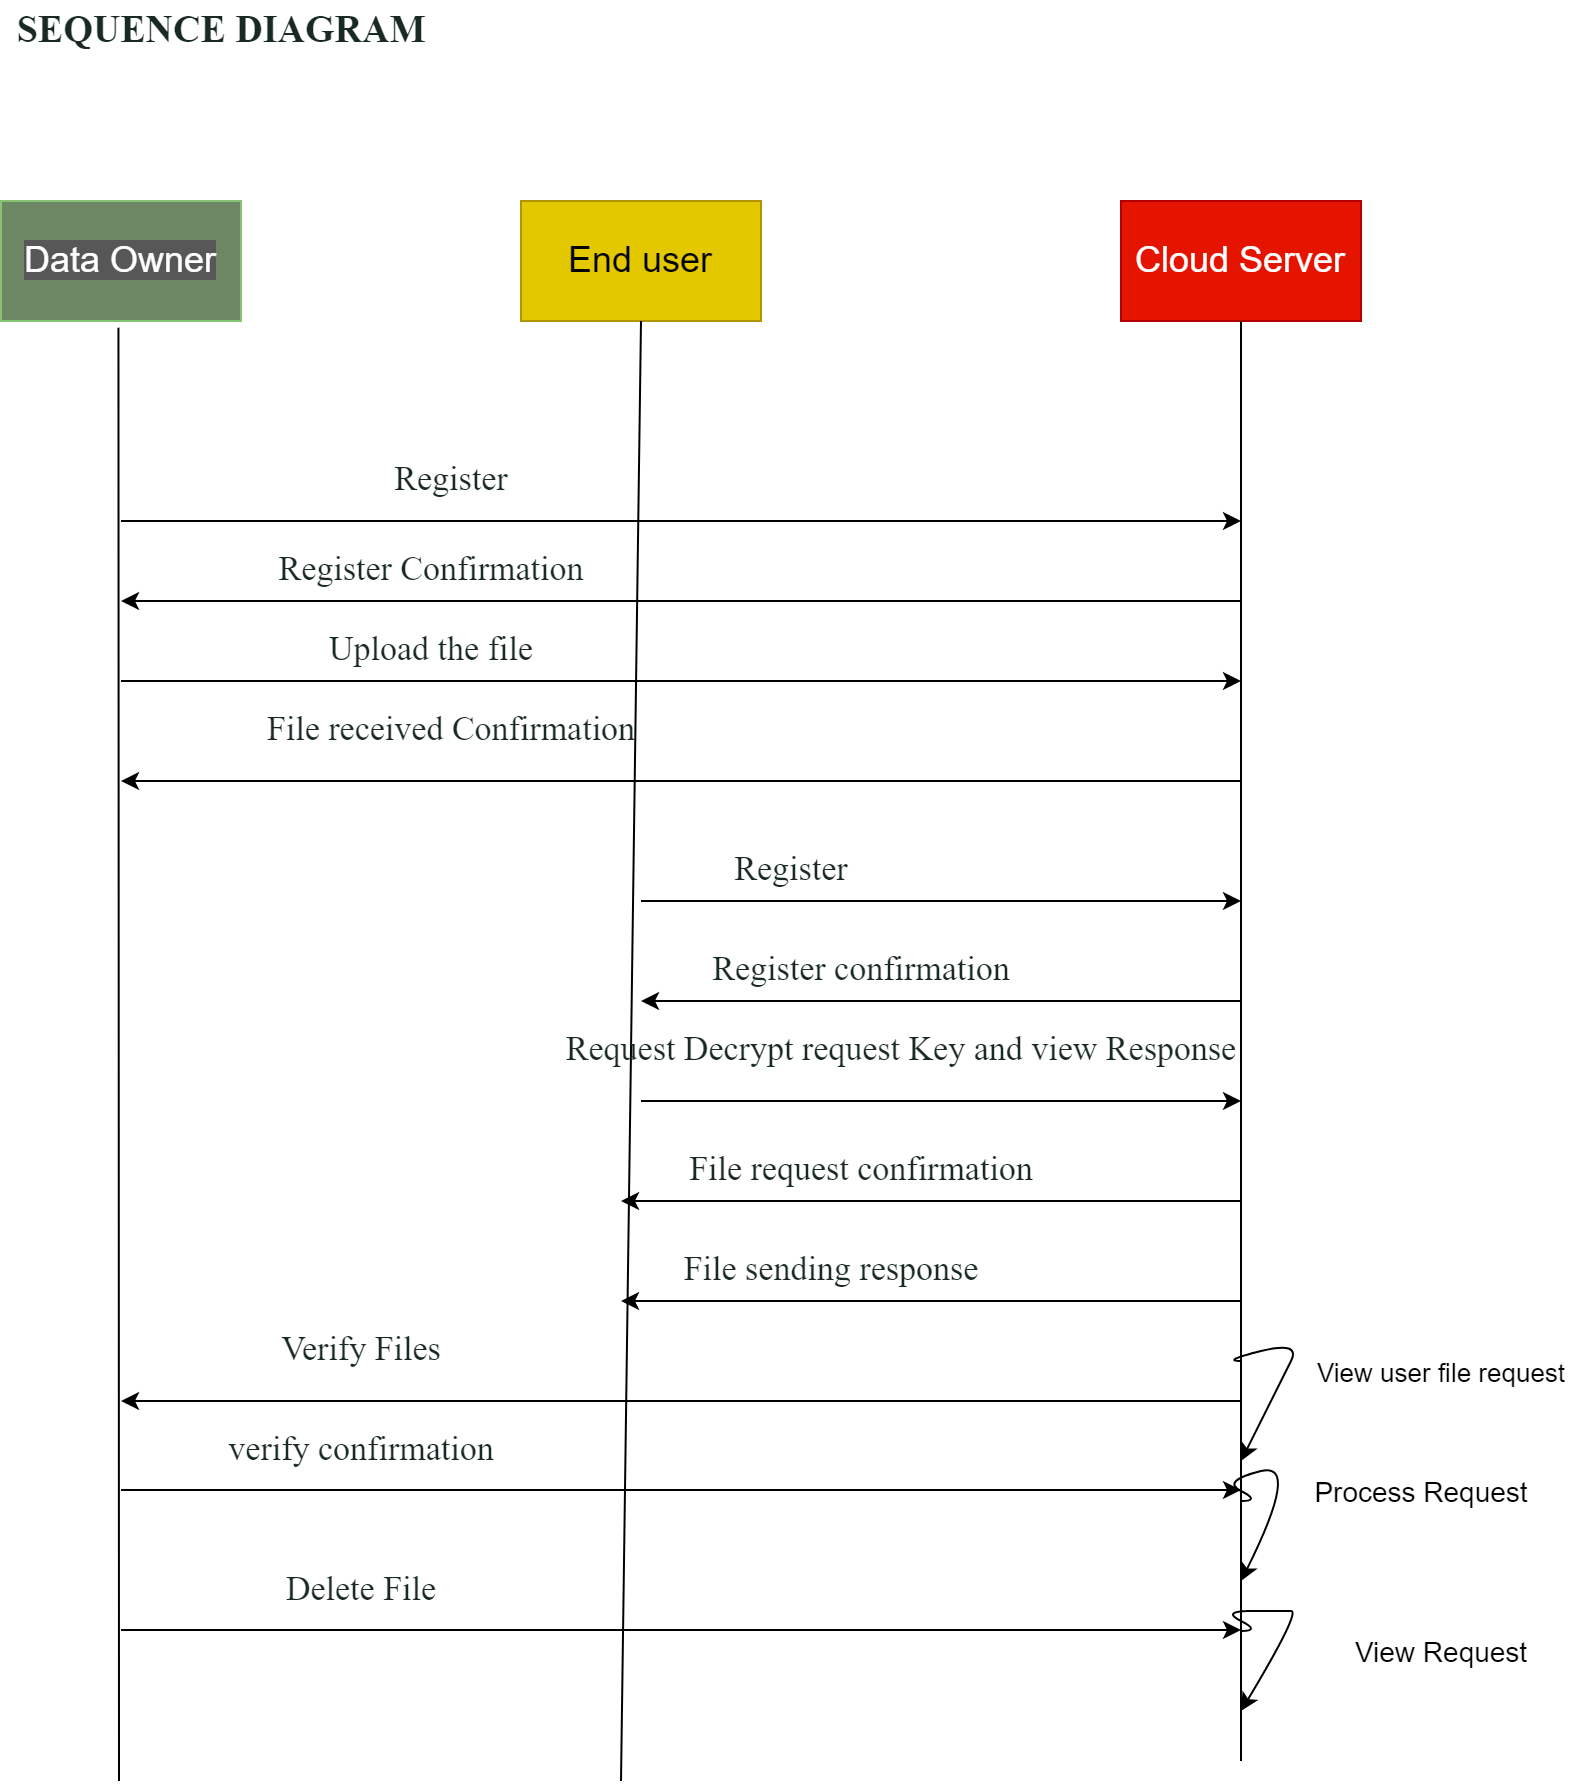 SEQUENCE DIAGRAM
Data Owner
End user
Cloud Server
Register
Register Confirmation
Upload the file
File received Confirmation
Register
Register confirmation
Request Decrypt request Key and view Response
File request confirmation
File sending response
Verify Files
View user file request
verify confirmation
Process Request
Delete File
View Request